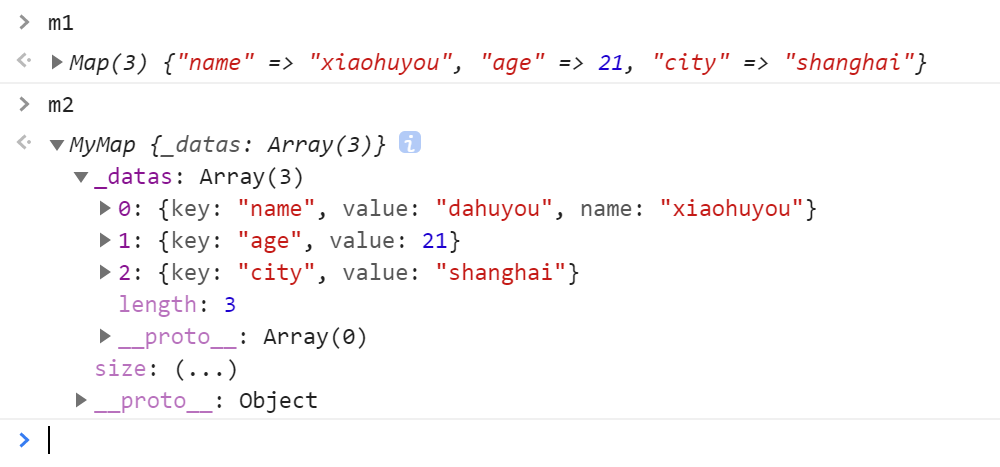 > m1
Map(3) {"name" => "xiaohuyou", "age" => 21, "city" => "shanghai"}
> m2
MyMap {_datas: Array(3)} i
_datas: Array(3)
0: {key: "name", value: "dahuyou", name: "xiaohuyou"}
1: {key: "age", value: 21}
2: {key: "city", value: "shanghai"}
length: 3
__proto__: Array(0)
size: (...)
__proto__: Object
>